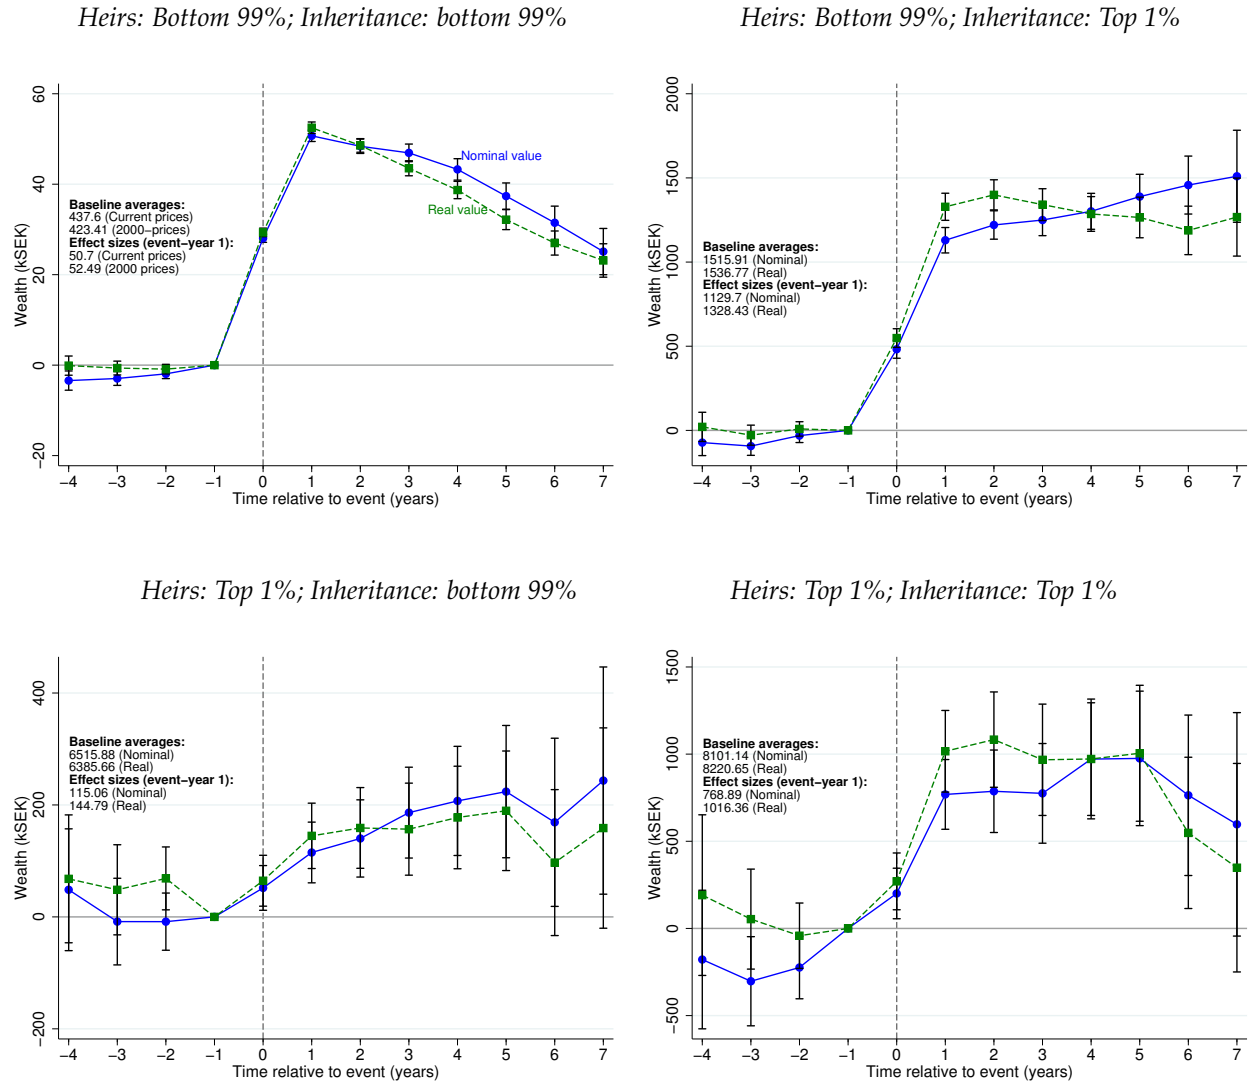 Heirs: Bottom 99%; Inheritance: bottom 99%
Wealth (kSEK)
60
40
20
0
−20
Baseline averages:
437.6 (Current prices)
423.41 (2000−prices)
Effect sizes (event−year 1):
50.7 (Current prices)
52.49 (2000 prices)
Nominal value
Real value
−4 −3 −2 −1 0 1 2 3 4 5 6 7
Time relative to event (years)
Heirs: Bottom 99%; Inheritance: Top 1%
Wealth (kSEK)
2000
1500
1000
500
0
Baseline averages:
1515.91 (Nominal)
1536.77 (Real)
Effect sizes (event−year 1):
1129.7 (Nominal)
1328.43 (Real)
−4 −3 −2 −1 0 1 2 3 4 5 6 7
Time relative to event (years)
Heirs: Top 1%; Inheritance: bottom 99%
Wealth (kSEK)
400
200
0
−200
Baseline averages:
6515.88 (Nominal)
6385.66 (Real)
Effect sizes (event−year 1):
115.06 (Nominal)
144.79 (Real)
−4 −3 −2 −1 0 1 2 3 4 5 6 7
Time relative to event (years)
Heirs: Top 1%; Inheritance: Top 1%
Wealth (kSEK)
1500
1000
500
0
−500
Baseline averages:
8101.14 (Nominal)
8220.65 (Real)
Effect sizes (event−year 1):
768.89 (Nominal)
1016.36 (Real)
−4 −3 −2 −1 0 1 2 3 4 5 6 7
Time relative to event (years)